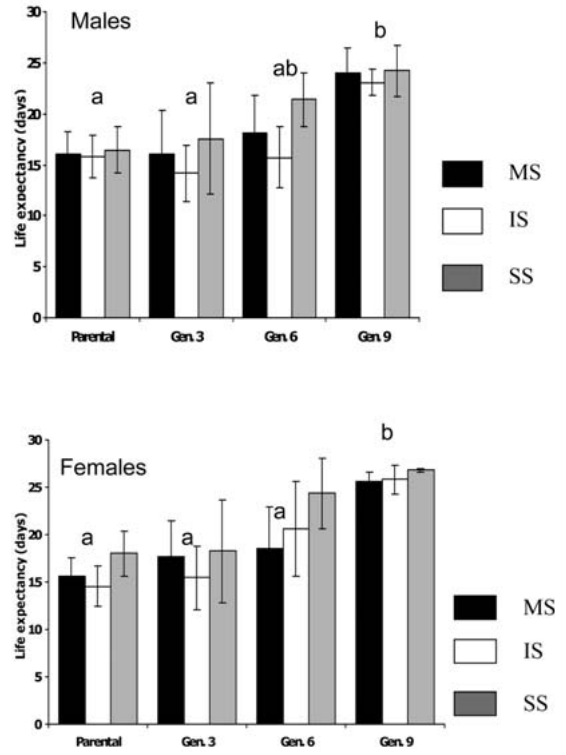 Males
Life expectancy (days)
30
25
20
15
10
5
0
a
a
ab
b
Parental
Gen. 3
Gen. 6
Gen. 9
MS
IS
SS
Females
Life expectancy (days)
30
25
20
15
10
5
0
a
a
a
b
Parental
Gen. 3
Gen. 6
Gen. 9
MS
IS
SS